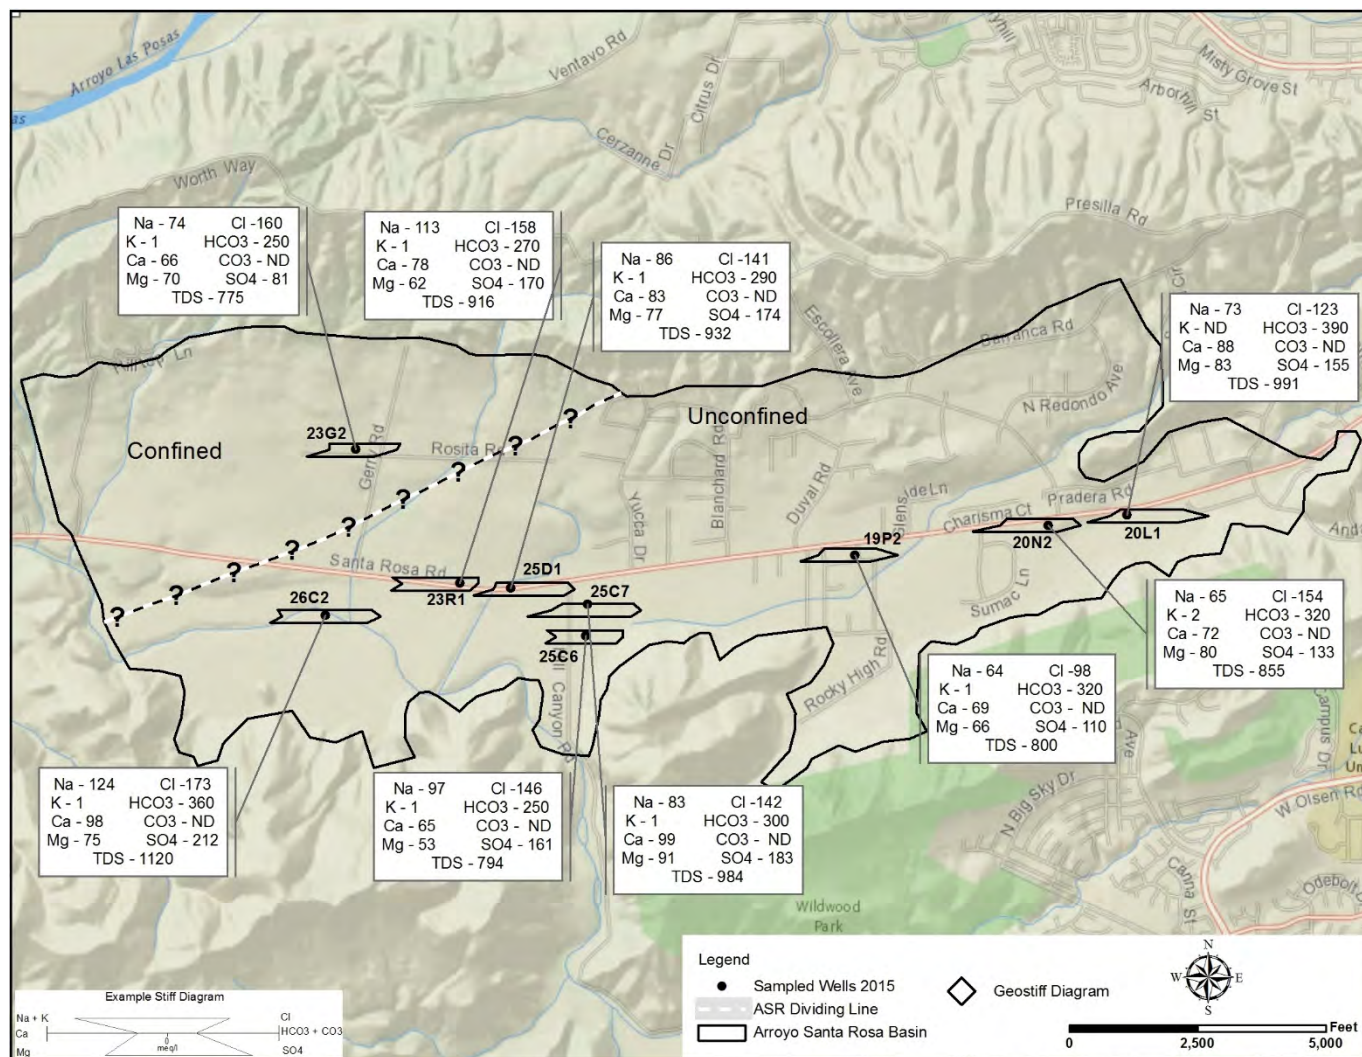 Arroyo Las Posas
Ventavo Rd
Citrus Dr
Cerzanne Dr
Misty Grove St
Arborhill St
Worth Way
Presilla Rd
Na - 74 Cl -160
K - 1 HCO3 - 250
Ca - 66 CO3 - ND
Mg - 70 SO4 - 81
TDS - 775
Na - 113 Cl -158
K - 1 HCO3 - 270
Ca - 78 CO3 - ND
Mg - 62 SO4 - 170
TDS - 916
Na - 86 Cl -141
K - 1 HCO3 - 290
Ca - 83 CO3 - ND
Mg - 77 SO4 - 174
TDS - 932
Na - 73 Cl -123
K - ND HCO3 - 390
Ca - 88 CO3 - ND
Mg - 83 SO4 - 155
TDS - 991
Hilltop Ln
Escollera Ave
Barranca Rd
N Redondo Ave
Confined
Unconfined
23G2
Gerry Rd
Rosita Rd
Yucca Dr
Blanchard Rd
Duval Rd
Charisma Ct
Pradera Rd
? ? ? ? ? ? ? ? ?
Santa Rosa Rd
26C2
23R1
25D1
25C7
25C6
19P2
20N2
20L1
Sumac Ln
Rocky High Rd
Canyon Rd
Na - 65 Cl -154
K - 2 HCO3 - 320
Ca - 72 CO3 - ND
Mg - 80 SO4 - 133
TDS - 855
Na - 64 Cl -98
K - 1 HCO3 - 320
Ca - 69 CO3 - ND
Mg - 66 SO4 - 110
TDS - 800
Na - 124 Cl -173
K - 1 HCO3 - 360
Ca - 98 CO3 - ND
Mg - 75 SO4 - 212
TDS - 1120
Na - 97 Cl -146
K - 1 HCO3 - 250
Ca - 65 CO3 - ND
Mg - 53 SO4 - 161
TDS - 794
Na - 83 Cl -142
K - 1 HCO3 - 300
Ca - 99 CO3 - ND
Mg - 91 SO4 - 183
TDS - 984
Ave
Campus Dr
N Big Sky Dr
W Olsen Rd
Canna St
Wildwood
Park
Legend
Sampled Wells 2015
ASR Dividing Line
Arroyo Santa Rosa Basin
Geostiff Diagram
N
W E
S
Feet
0 2,500 5,000
Example Stiff Diagram
Na + K Cl
Ca HCO3 + CO3
0
meq/l
Mg SO4